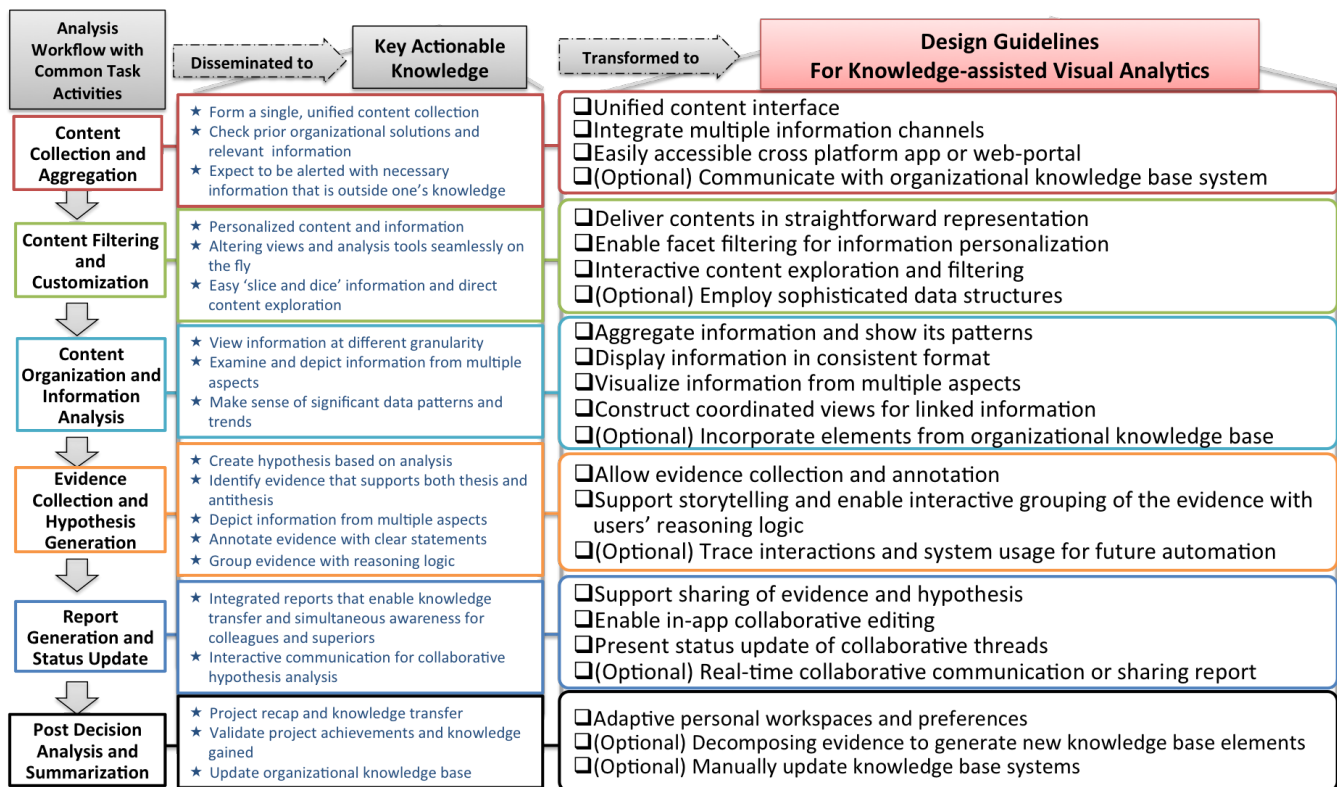 Analysis
Workflow with
Common Task
Activities
Disseminated to
Key Actionable
Knowledge
Transformed to
Design Guidelines
For Knowledge-assisted Visual Analytics
Content
Collection and
Aggregation
★ Form a single, unified content collection
★ Check prior organizational solutions and
relevant information
★ Expect to be alerted with necessary
information that is outside one's knowledge
❑Unified content interface
❑Integrate multiple information channels
❑Easily accessible cross platform app or web-portal
❑(Optional) Communicate with organizational knowledge base system
Content Filtering
and
Customization
★ Personalized content and information
★ Altering views and analysis tools seamlessly on
the fly
★ Easy ‘slice and dice’ information and direct
content exploration
❑Deliver contents in straightforward representation
❑Enable facet filtering for information personalization
❑Interactive content exploration and filtering
❑(Optional) Employ sophisticated data structures
Content
Organization and
Information
Analysis
★ View information at different granularity
★ Examine and depict information from multiple
aspects
★ Make sense of significant data patterns and
trends
❑Aggregate information and show its patterns
❑Display information in consistent format
❑Visualize information from multiple aspects
❑Construct coordinated views for linked information
❑(Optional) Incorporate elements from organizational knowledge base
Evidence
Collection and
Hypothesis
Generation
★ Create hypothesis based on analysis
★ Identify evidence that supports both thesis and
antithesis
★ Depict information from multiple aspects
★ Annotate evidence with clear statements
★ Group evidence with reasoning logic
❑Allow evidence collection and annotation
❑Support storytelling and enable interactive grouping of the evidence with
users' reasoning logic
❑(Optional) Trace interactions and system usage for future automation
Report
Generation and
Status Update
★ Integrated reports that enable knowledge
transfer and simultaneous awareness for
colleagues and superiors
★ Interactive communication for collaborative
hypothesis analysis
❑Support sharing of evidence and hypothesis
❑Enable in-app collaborative editing
❑Present status update of collaborative threads
❑(Optional) Real-time collaborative communication or sharing report
Post Decision
Analysis and
Summarization
★ Project recap and knowledge transfer
★ Validate project achievements and knowledge
gained
★ Update organizational knowledge base
❑Adaptive personal workspaces and preferences
❑(Optional) Decomposing evidence to generate new knowledge base elements
❑(Optional) Manually update knowledge base systems